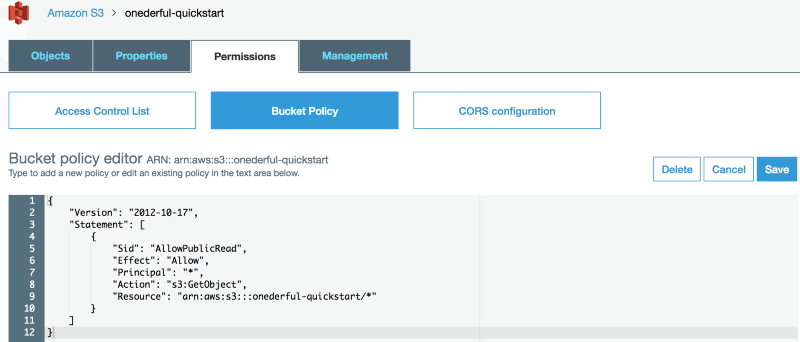 Amazon S3 > onederful-quickstart
Objects Properties Permissions Management
Access Control List Bucket Policy CORS configuration
Bucket policy editor ARN: arn:aws:s3:::onederful-quickstart
Type to add a new policy or edit an existing policy in the text area below.
Delete Cancel Save
1 {
2 "Version": "2012-10-17",
3 "Statement": [
4 {
5 "Sid": "AllowPublicRead",
6 "Effect": "Allow",
7 "Principal": "*",
8 "Action": "s3:GetObject",
9 "Resource": "arn:aws:s3:::onederful-quickstart/*"
10 }
11 ]
12 }